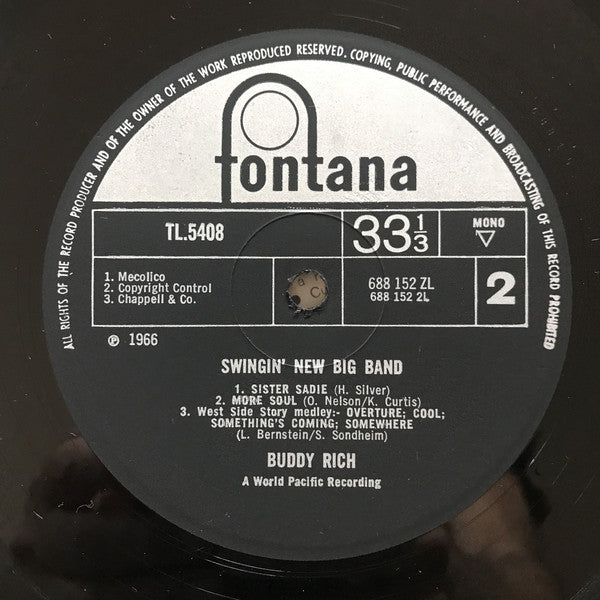 ALL RIGHTS OF THE RECORD PRODUCER AND OF THE OWNER OF THE WORK REPRODUCED RESERVED. COPYING, PUBLIC PERFORMANCE AND BROADCASTING OF THIS RECORD PROHIBITED
fontana
TL.5408
33 1/3
MONO
1. Mecolico
2. Copyright Control
3. Chappell & Co.
688 152 ZL
688 152 2L
2
℗ 1966
SWINGIN' NEW BIG BAND
1. SISTER SADIE (H. Silver)
2. MORE SOUL (O. Nelson/K. Curtis)
3. West Side Story medley:- OVERTURE; COOL;
SOMETHING'S COMING; SOMEWHERE
(L. Bernstein/S. Sondheim)
BUDDY RICH
A World Pacific Recording